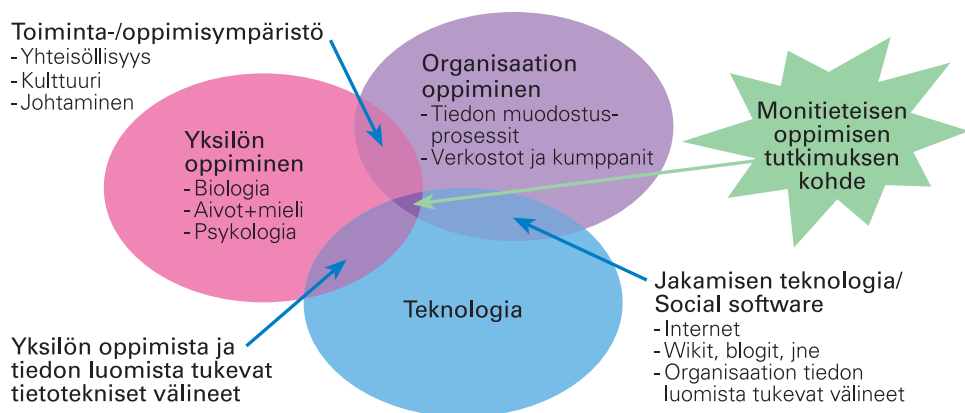 Toiminta-/oppimisympäristö
-Yhteisöllisyys
-Kulttuuri
-Johtaminen
Organisaation
oppiminen
-Tiedon muodostus-
prosessit
-Verkostot ja kumppanit
Monitieteisen
oppimisen
tutkimuksen
kohde
Yksilön
oppiminen
-Biologia
-Aivot+mieli
-Psykologia
Teknologia
Jakamisen teknologia/
Social software
-Internet
-Wikit, blogit, jne
-Organisaation tiedon
luomista tukevat välineet
Yksilön oppimista ja
tiedon luomista tukevat
tietotekniset välineet